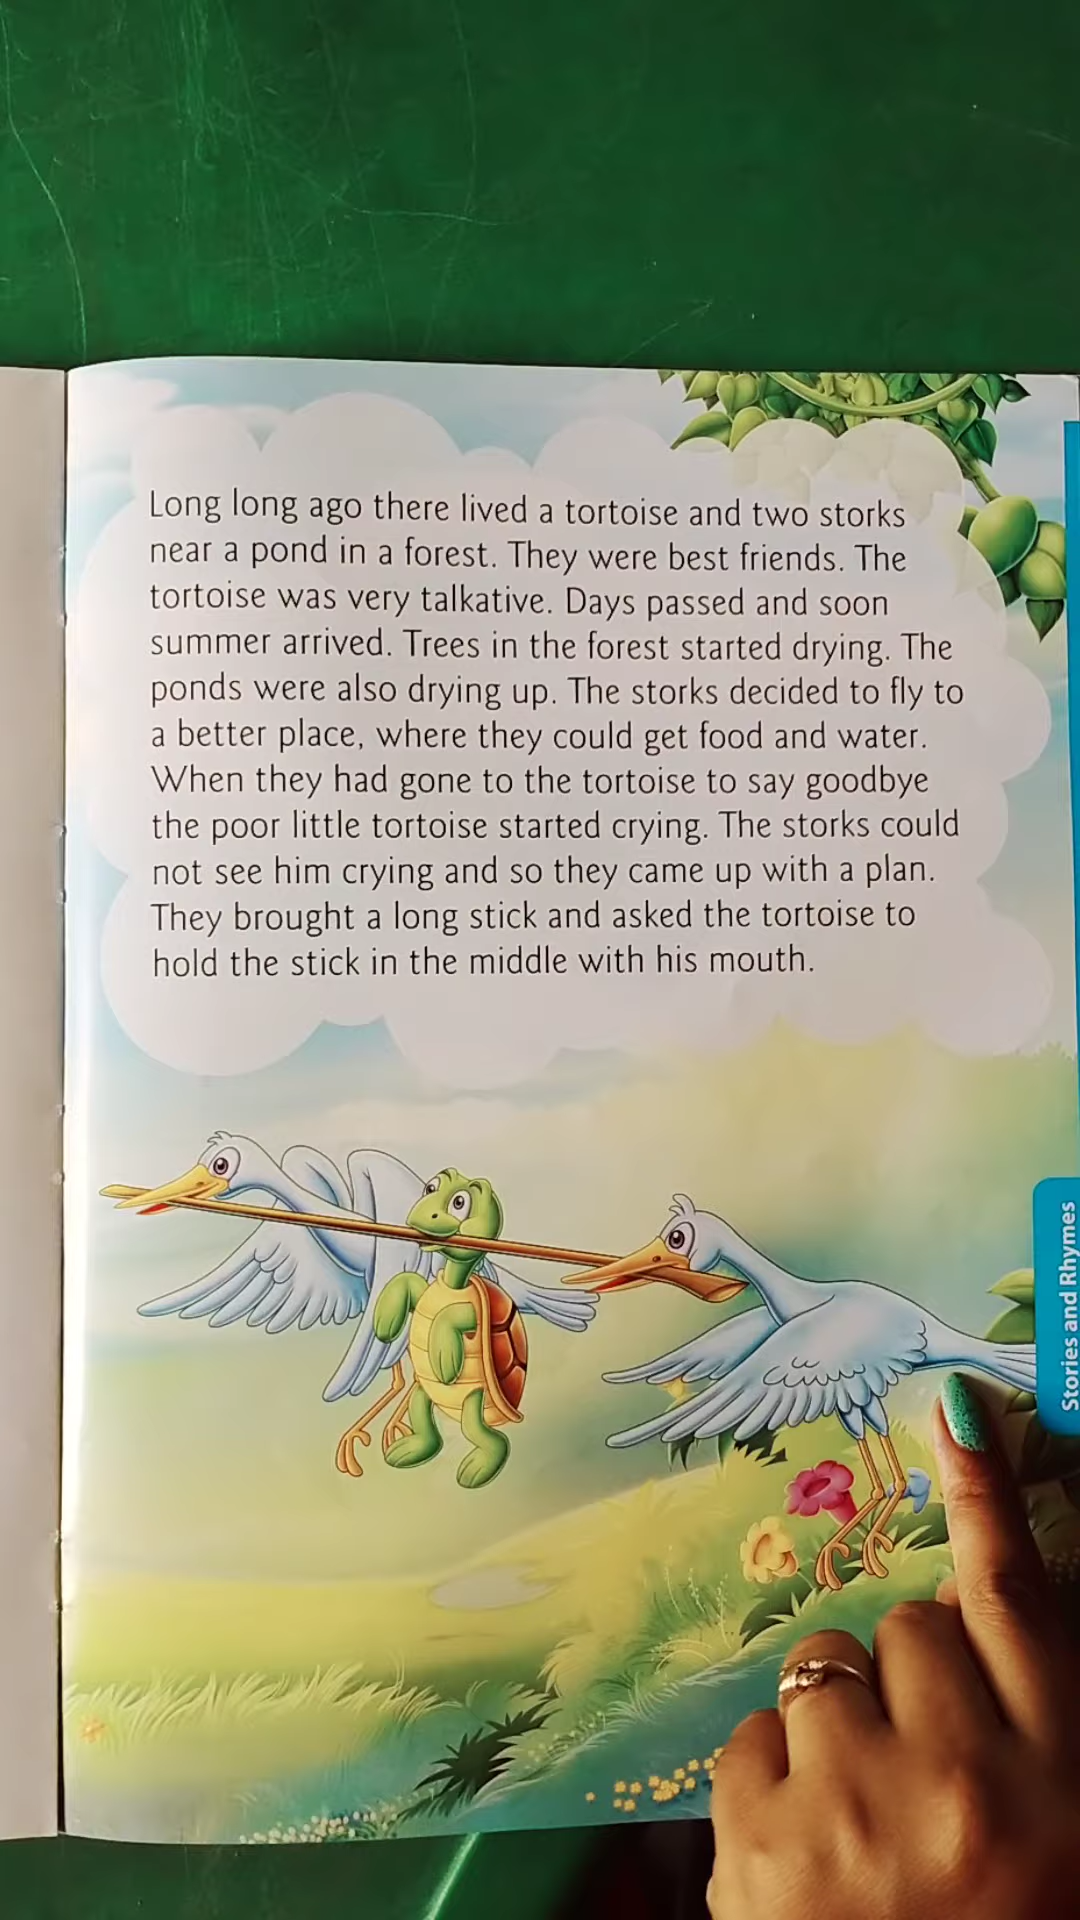 Long long ago there lived a tortoise and two storks
near a pond in a forest. They were best friends. The
tortoise was very talkative. Days passed and soon
summer arrived. Trees in the forest started drying. The
ponds were also drying up. The storks decided to fly to
a better place, where they could get food and water.
When they had gone to the tortoise to say goodbye
the poor little tortoise started crying. The storks could
not see him crying and so they came up with a plan.
They brought a long stick and asked the tortoise to
hold the stick in the middle with his mouth.
Stories and Rhymes